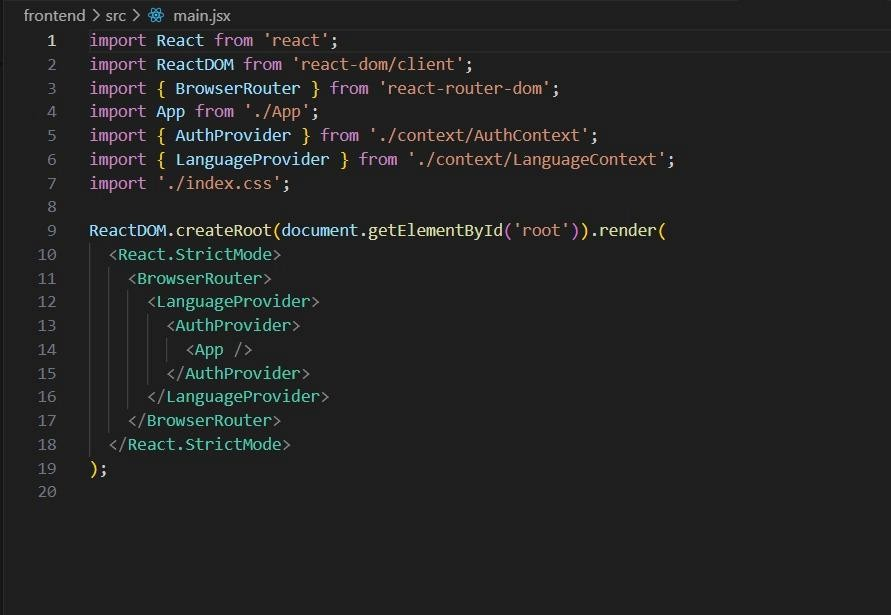 frontend > src > main.jsx
1 import React from 'react';
2 import ReactDOM from 'react-dom/client';
3 import { BrowserRouter } from 'react-router-dom';
4 import App from './App';
5 import { AuthProvider } from './context/AuthContext';
6 import { LanguageProvider } from './context/LanguageContext';
7 import './index.css';
8
9 ReactDOM.createRoot(document.getElementById('root')).render(
10   <React.StrictMode>
11     <BrowserRouter>
12       <LanguageProvider>
13         <AuthProvider>
14           <App />
15         </AuthProvider>
16       </LanguageProvider>
17     </BrowserRouter>
18   </React.StrictMode>
19 );
20